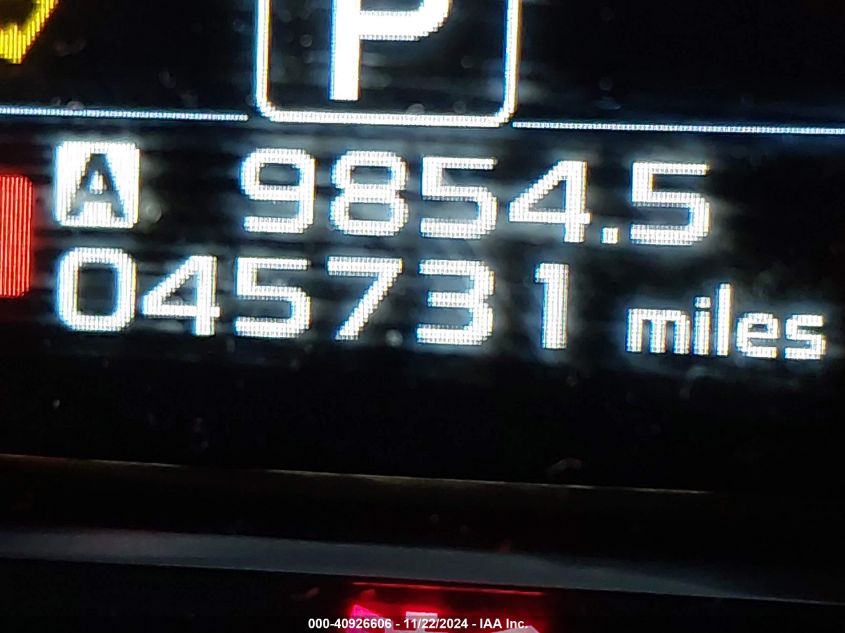 P
A 9854.5
045731 miles
000-40926606 - 11/22/2024 - IAA Inc.